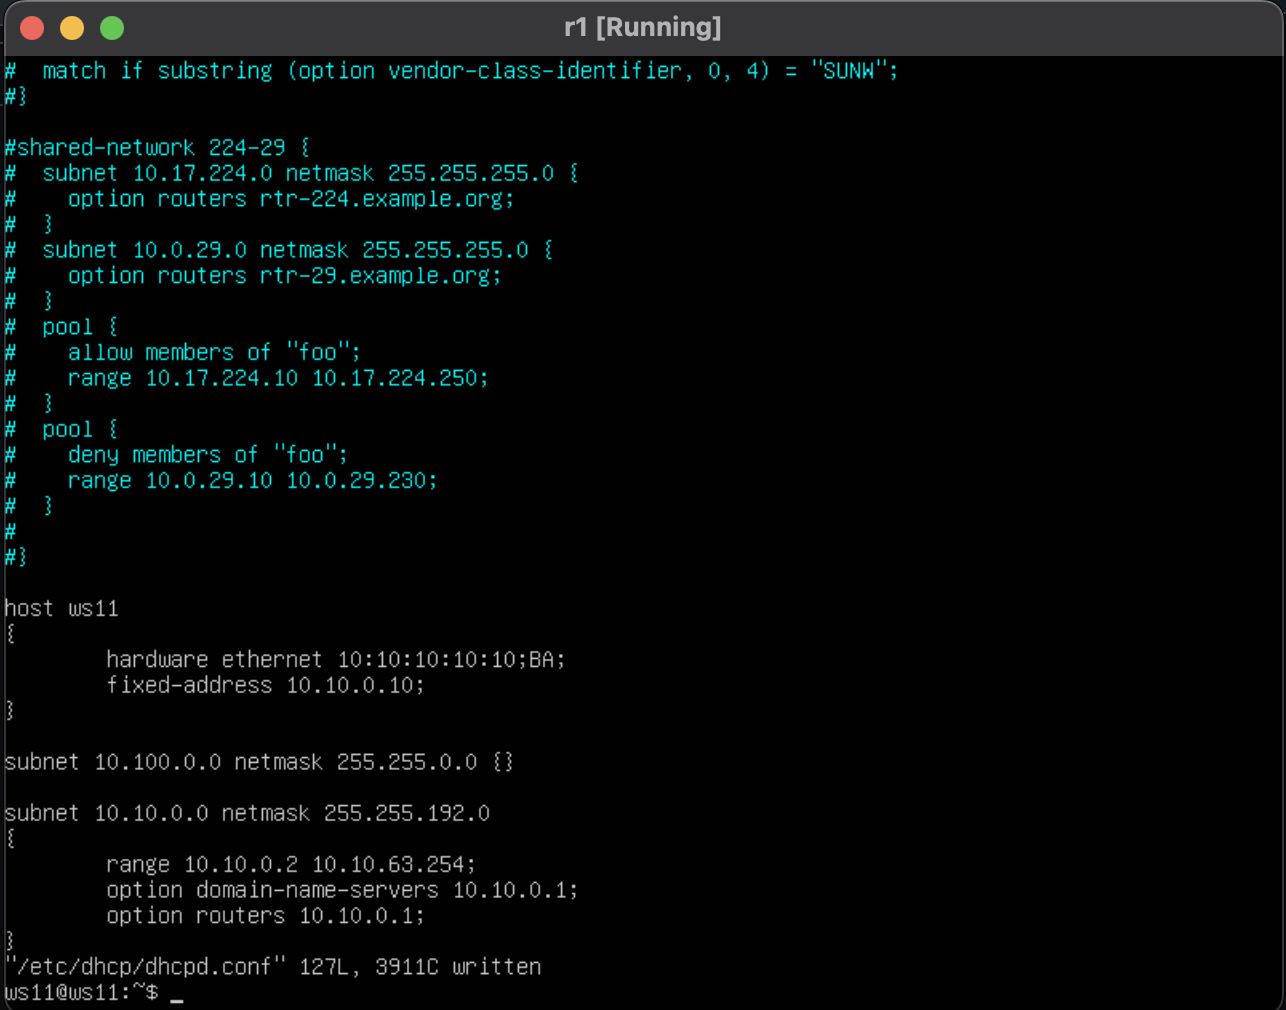 r1 [Running]
#  match if substring (option vendor-class-identifier, 0, 4) = "SUNW";
#}
#shared-network 224-29 {
#  subnet 10.17.224.0 netmask 255.255.255.0 {
#    option routers rtr-224.example.org;
#  }
#  subnet 10.0.29.0 netmask 255.255.255.0 {
#    option routers rtr-29.example.org;
#  }
#  pool {
#    allow members of "foo";
#    range 10.17.224.10 10.17.224.250;
#  }
#  pool {
#    deny members of "foo";
#    range 10.0.29.10 10.0.29.230;
#  }
#
#}
host ws11
{
        hardware ethernet 10:10:10:10:10;BA;
        fixed-address 10.10.0.10;
}
subnet 10.100.0.0 netmask 255.255.0.0 {}
subnet 10.10.0.0 netmask 255.255.192.0
{
        range 10.10.0.2 10.10.63.254;
        option domain-name-servers 10.10.0.1;
        option routers 10.10.0.1;
}
"/etc/dhcp/dhcpd.conf" 127L, 3911C written
ws11@ws11:~$ _